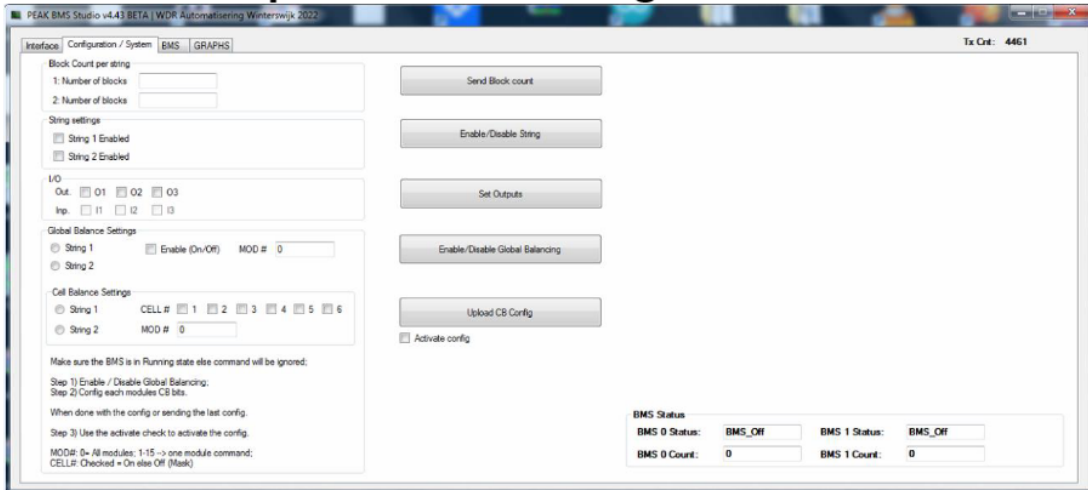 PEAK BMS Studio v4.43 BETA | WDR Automatisering Winterswijk 2022
Interface Configuration / System BMS GRAPHS
Tx Cnt: 4461
Block Count per string
1: Number of blocks
2: Number of blocks
Send Block count
String settings
String 1 Enabled
String 2 Enabled
Enable/Disable String
I/O
Out. O1 O2 O3
Inp. I1 I2 I3
Set Outputs
Global Balance Settings
String 1 Enable (On/Off) MOD # 0
String 2
Enable/Disable Global Balancing
Cell Balance Settings
String 1 CELL # 1 2 3 4 5 6
String 2 MOD # 0
Upload CB Config
Activate config
Make sure the BMS is in Running state else command will be ignored;
Step 1) Enable / Disable Global Balancing;
Step 2) Config each modules CB bits.
When done with the config or sending the last config.
Step 3) Use the activate check to activate the config.
MOD#: 0= All modules; 1-15 --> one module command;
CELL#: Checked = On else Off (Mask)
BMS Status
BMS 0 Status: BMS_Off BMS 1 Status: BMS_Off
BMS 0 Count: 0 BMS 1 Count: 0